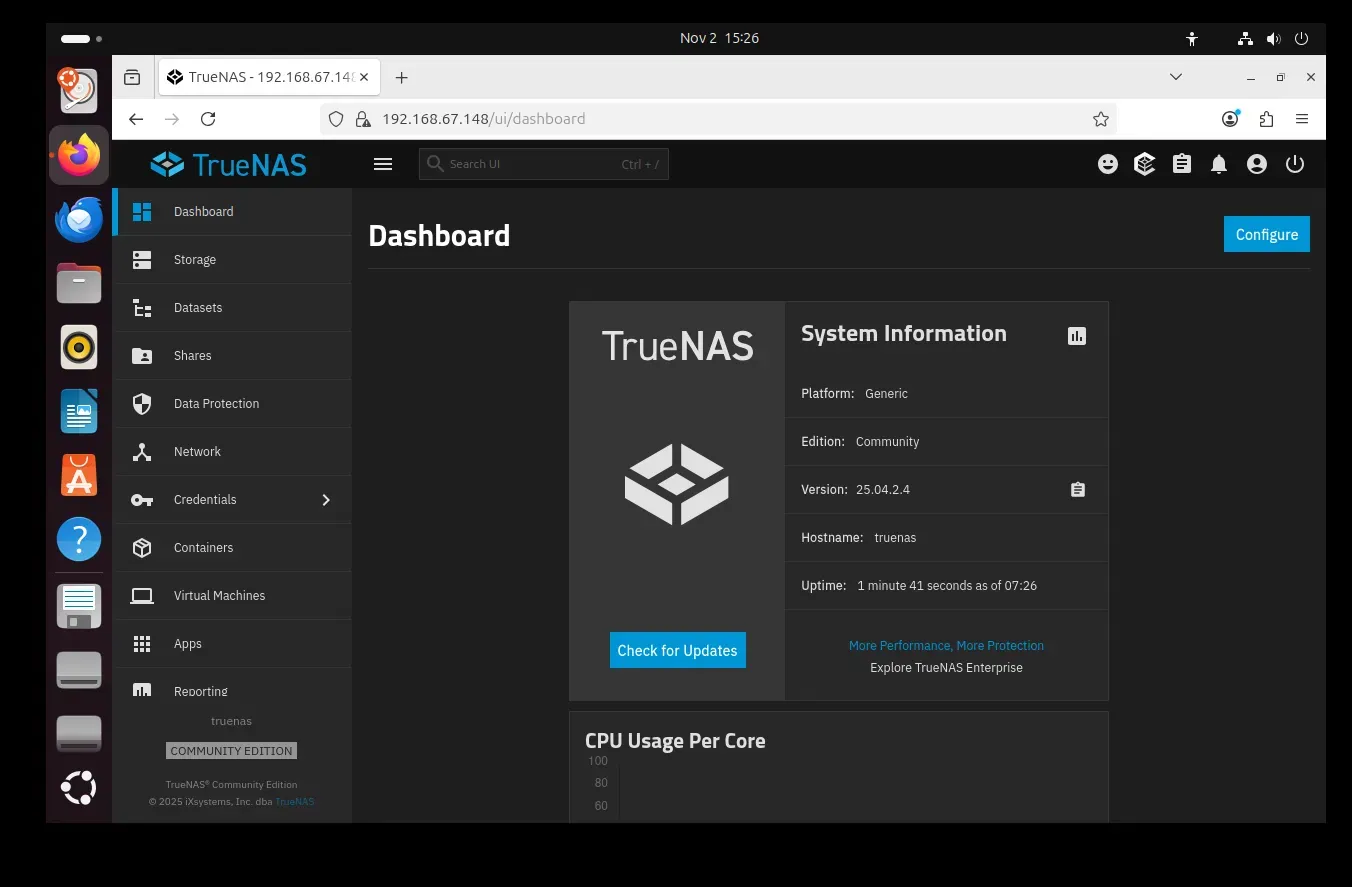 Nov 2 15:26
TrueNAS - 192.168.67.148
192.168.67.148/ui/dashboard
TrueNAS
Search UI Ctrl + /
Dashboard
Storage
Datasets
Shares
Data Protection
Network
Credentials
Containers
Virtual Machines
Apps
Reporting
truenas
COMMUNITY EDITION
TrueNAS® Community Edition
© 2025 iXsystems, Inc. dba TrueNAS
Dashboard
Configure
TrueNAS
Check for Updates
System Information
Platform: Generic
Edition: Community
Version: 25.04.2.4
Hostname: truenas
Uptime: 1 minute 41 seconds as of 07:26
More Performance, More Protection
Explore TrueNAS Enterprise
CPU Usage Per Core
100
80
60